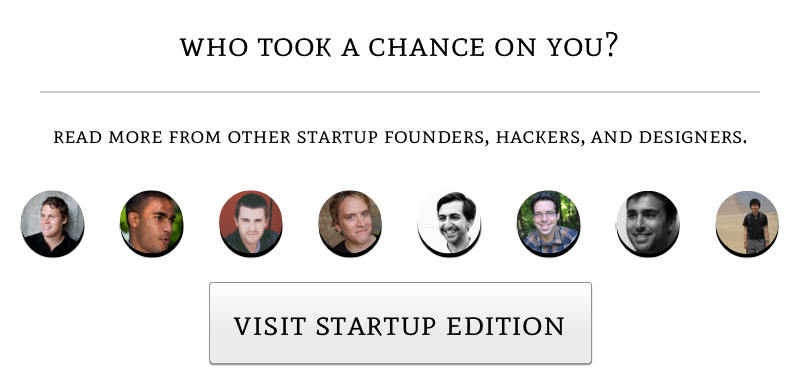 WHO TOOK A CHANCE ON YOU?
READ MORE FROM OTHER STARTUP FOUNDERS, HACKERS, AND DESIGNERS.
VISIT STARTUP EDITION